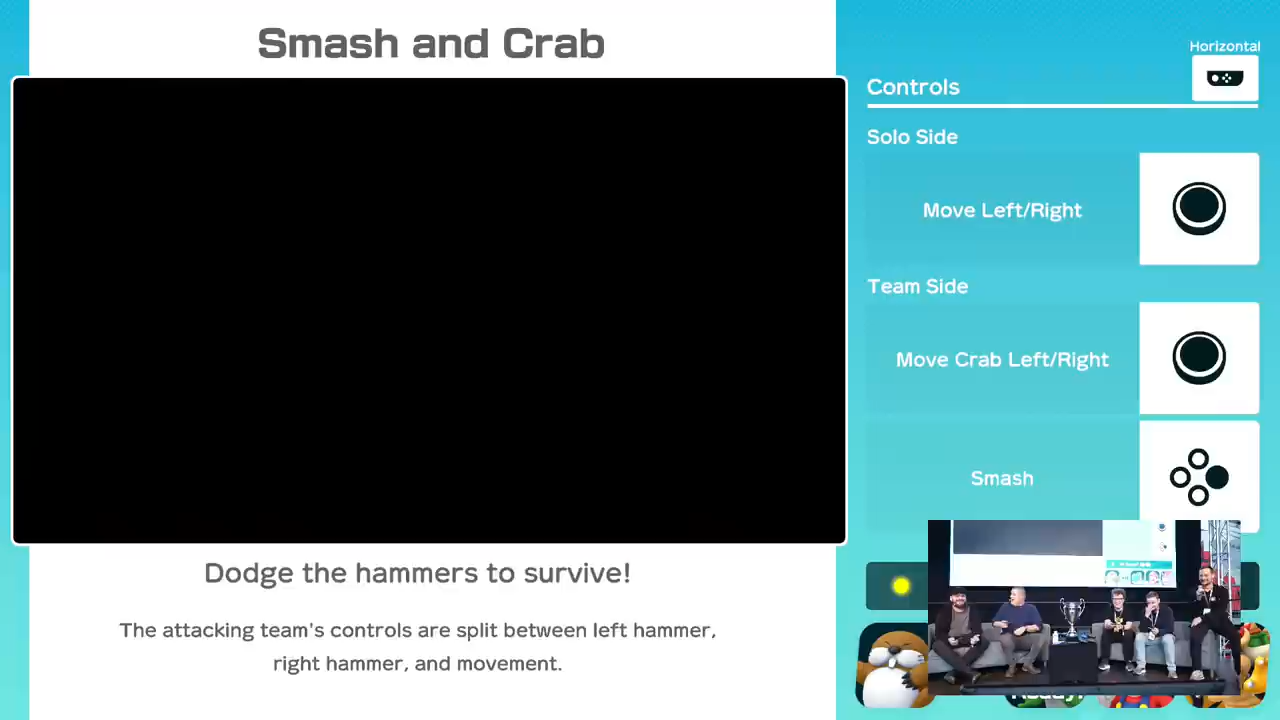 Smash and Crab
Horizontal
Controls
Solo Side
Move Left/Right
Team Side
Move Crab Left/Right
Smash
Dodge the hammers to survive!
The attacking team's controls are split between left hammer,
right hammer, and movement.
Ready!